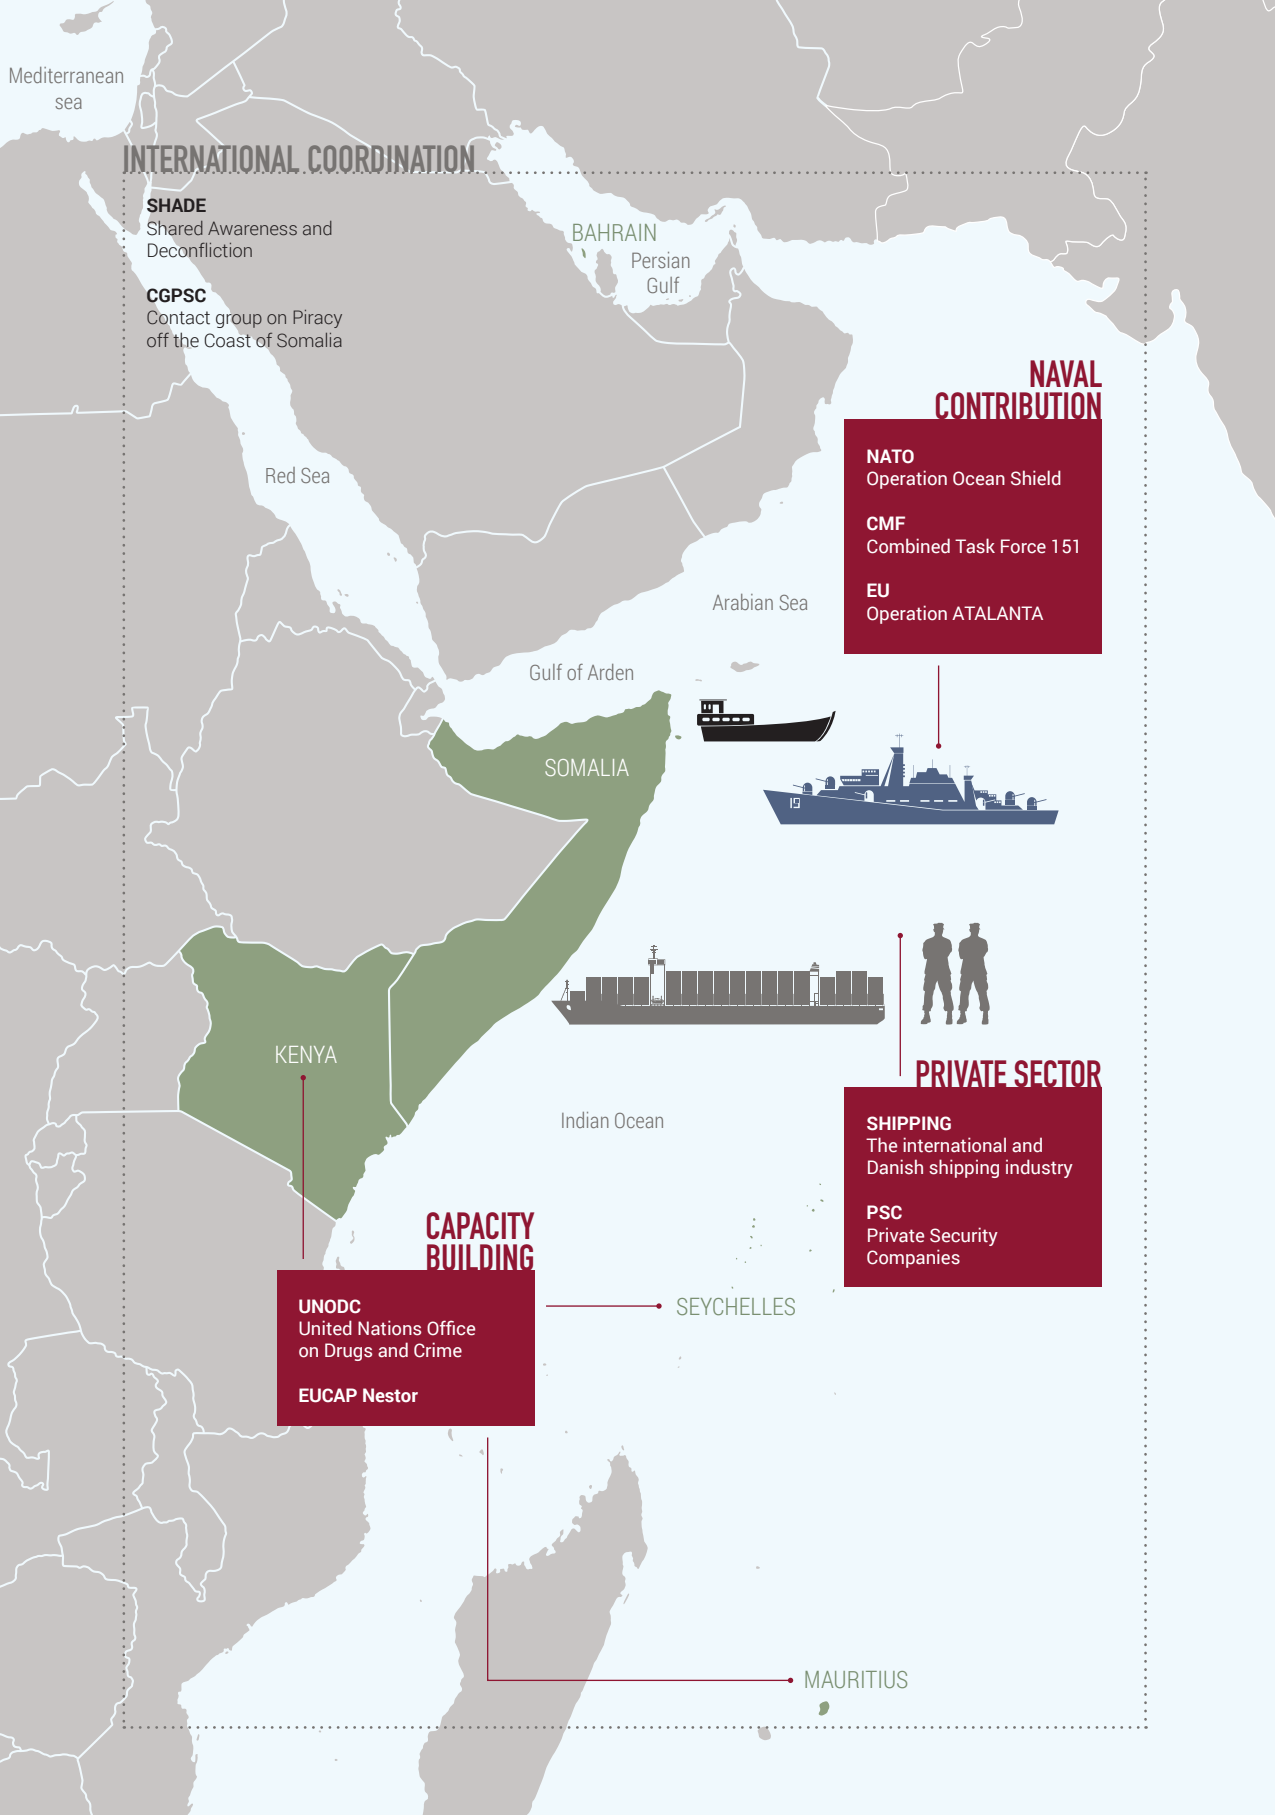 Mediterranean
sea
INTERNATIONAL COORDINATION
SHADE
Shared Awareness and
Deconfliction
CGPSC
Contact group on Piracy
off the Coast of Somalia
BAHRAIN
Persian
Gulf
NAVAL
CONTRIBUTION
NATO
Operation Ocean Shield
CMF
Combined Task Force 151
EU
Operation ATALANTA
Red Sea
Arabian Sea
Gulf of Arden
SOMALIA
15
KENYA
Indian Ocean
PRIVATE SECTOR
SHIPPING
The international and
Danish shipping industry
PSC
Private Security
Companies
CAPACITY
BUILDING
UNODC
United Nations Office
on Drugs and Crime
EUCAP Nestor
SEYCHELLES
MAURITIUS